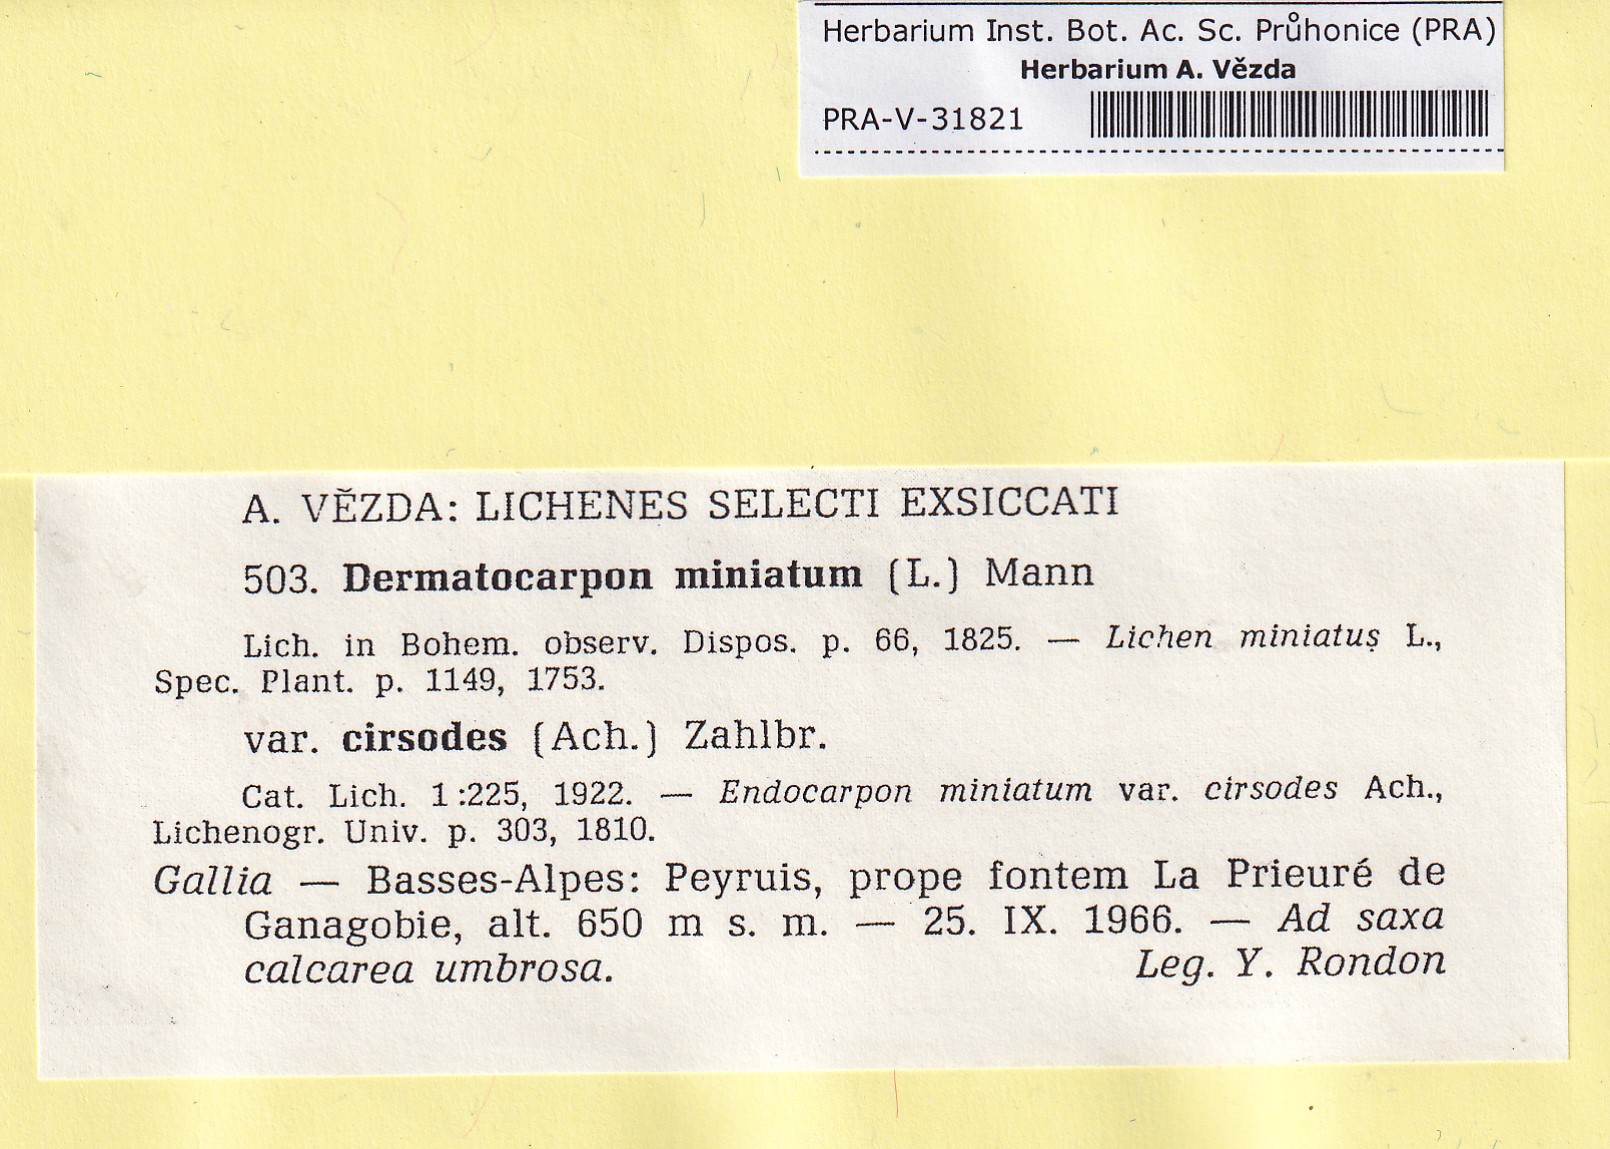 Herbarium Inst. Bot. Ac. Sc. Průhonice (PRA)
Herbarium A. Vězda
PRA-V-31821
A. VĚZDA: LICHENES SELECTI EXSICCATI
503. Dermatocarpon miniatum (L.) Mann
Lich. in Bohem. observ. Dispos. p. 66, 1825. — Lichen miniatus L.,
Spec. Plant. p. 1149, 1753.
var. cirsodes (Ach.) Zahlbr.
Cat. Lich. 1:225, 1922. — Endocarpon miniatum var. cirsodes Ach.,
Lichenogr. Univ. p. 303, 1810.
Gallia — Basses-Alpes: Peyruis, prope fontem La Prieuré de
Ganagobie, alt. 650 m s. m. — 25. IX. 1966. — Ad saxa
calcarea umbrosa. Leg. Y. Rondon